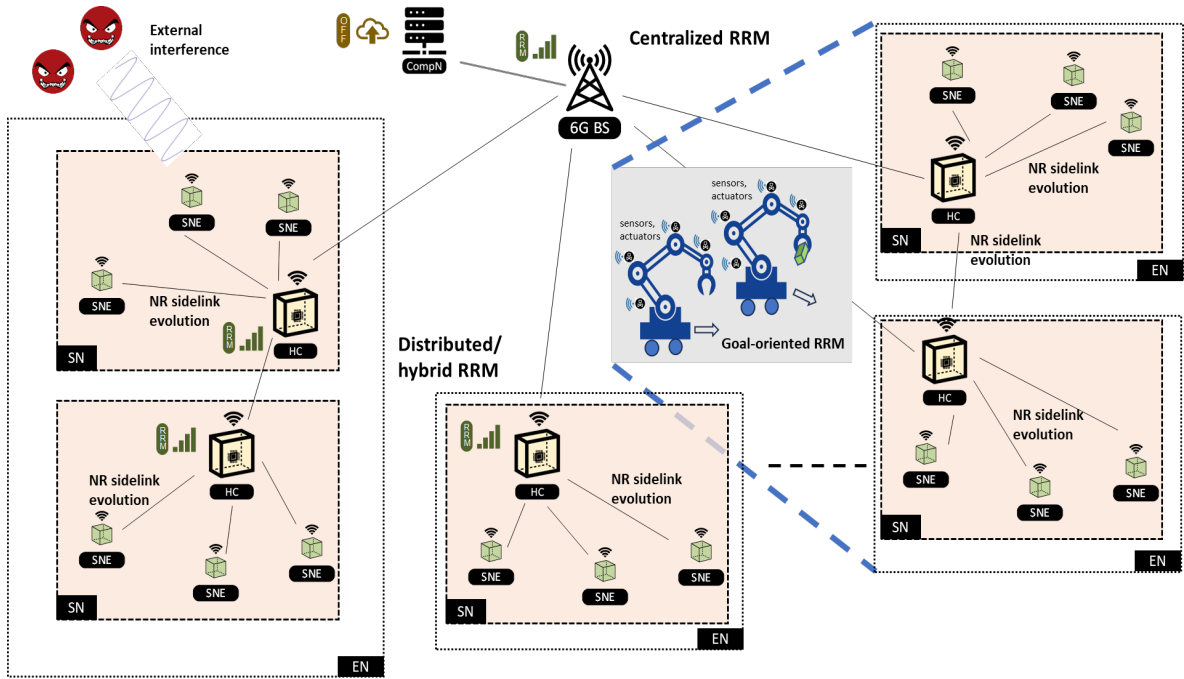 External
interference
OFF
CompN
RRM
Centralized RRM
6G BS
SNE
SNE
SNE
NR sidelink
evolution
HC
SN
NR sidelink
evolution
EN
sensors,
actuators
sensors,
actuators
Goal-oriented RRM
SNE
SNE
SNE
NR sidelink
evolution
RRM
HC
SN
Distributed/
hybrid RRM
HC
NR sidelink
evolution
SNE
SNE
SNE
SN
EN
RRM
HC
NR sidelink
evolution
SNE
SNE
SNE
SN
EN
RRM
HC
NR sidelink
evolution
SNE
SNE
SNE
SN
EN